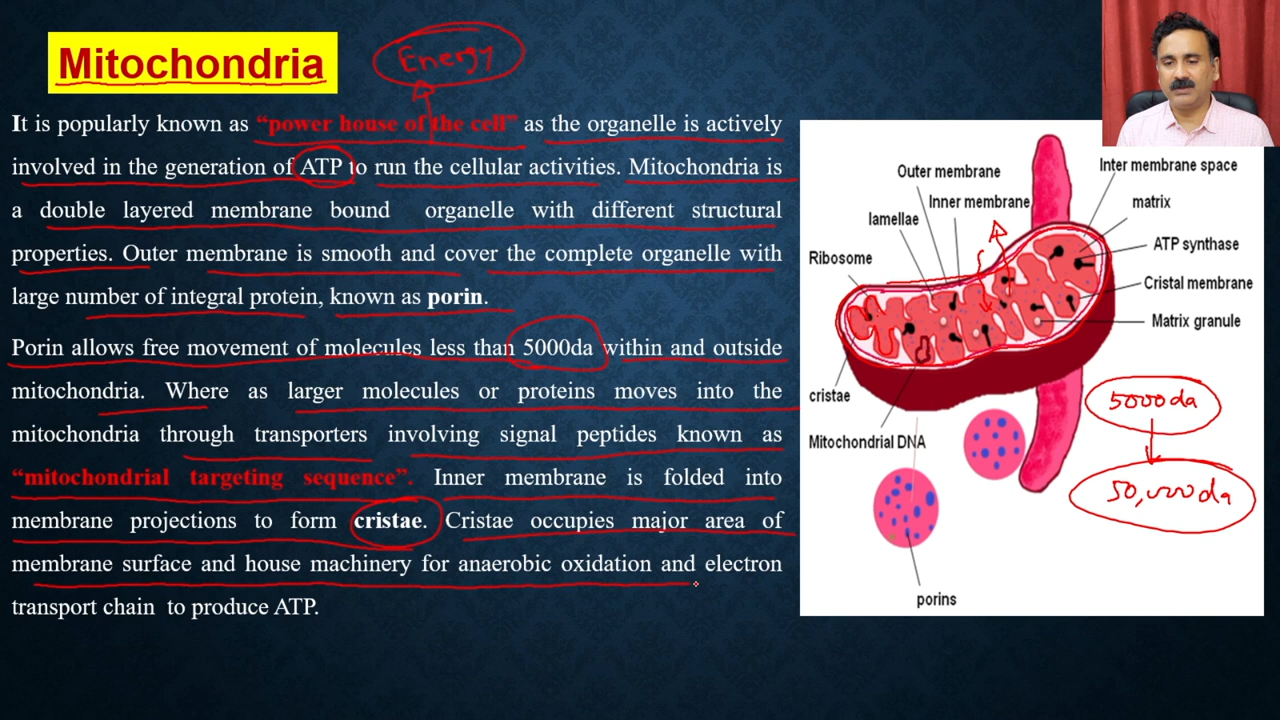 Mitochondria
Energy
It is popularly known as “power house of the cell” as the organelle is actively
involved in the generation of ATP to run the cellular activities. Mitochondria is
a double layered membrane bound organelle with different structural
properties. Outer membrane is smooth and cover the complete organelle with
large number of integral protein, known as porin.
Porin allows free movement of molecules less than 5000da within and outside
mitochondria. Where as larger molecules or proteins moves into the
mitochondria through transporters involving signal peptides known as
“mitochondrial targeting sequence”. Inner membrane is folded into
membrane projections to form cristae. Cristae occupies major area of
membrane surface and house machinery for anaerobic oxidation and electron
transport chain to produce ATP.
Outer membrane
Inner membrane
lamellae
Ribosome
Inter membrane space
matrix
ATP synthase
Cristal membrane
Matrix granule
cristae
Mitochondrial DNA
porins
5000da
50,000da